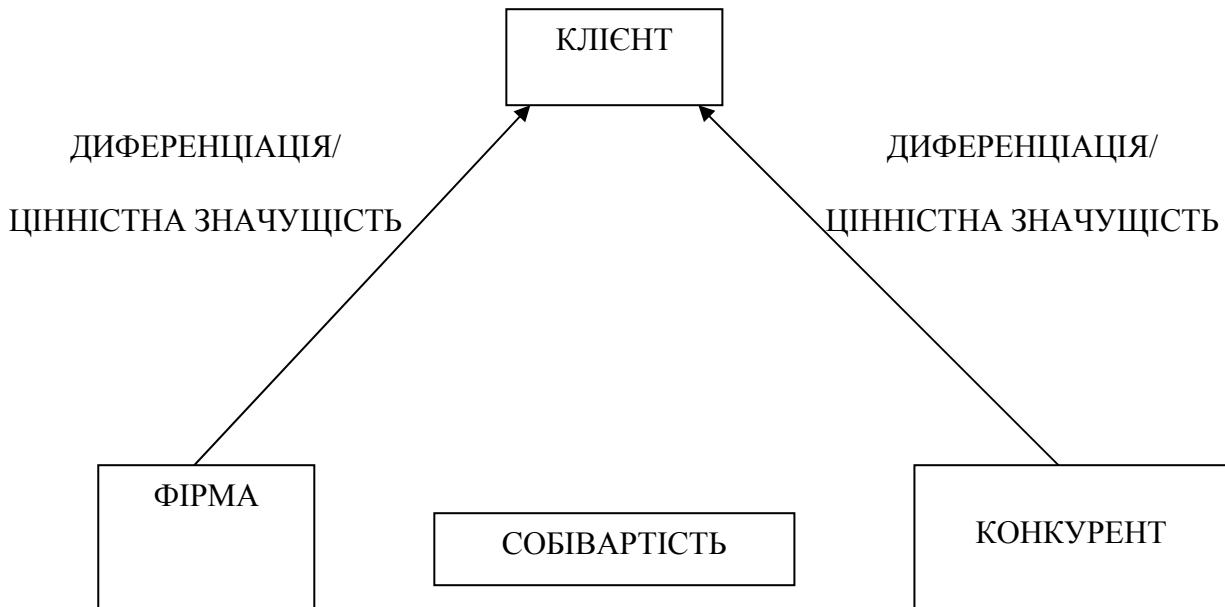 КЛІЄНТ
ДИФЕРЕНЦІАЦІЯ/
ЦІННІСТНА ЗНАЧУЩІСТЬ
ДИФЕРЕНЦІАЦІЯ/
ЦІННІСТНА ЗНАЧУЩІСТЬ
ФІРМА
СОБІВАРТІСТЬ
КОНКУРЕНТ